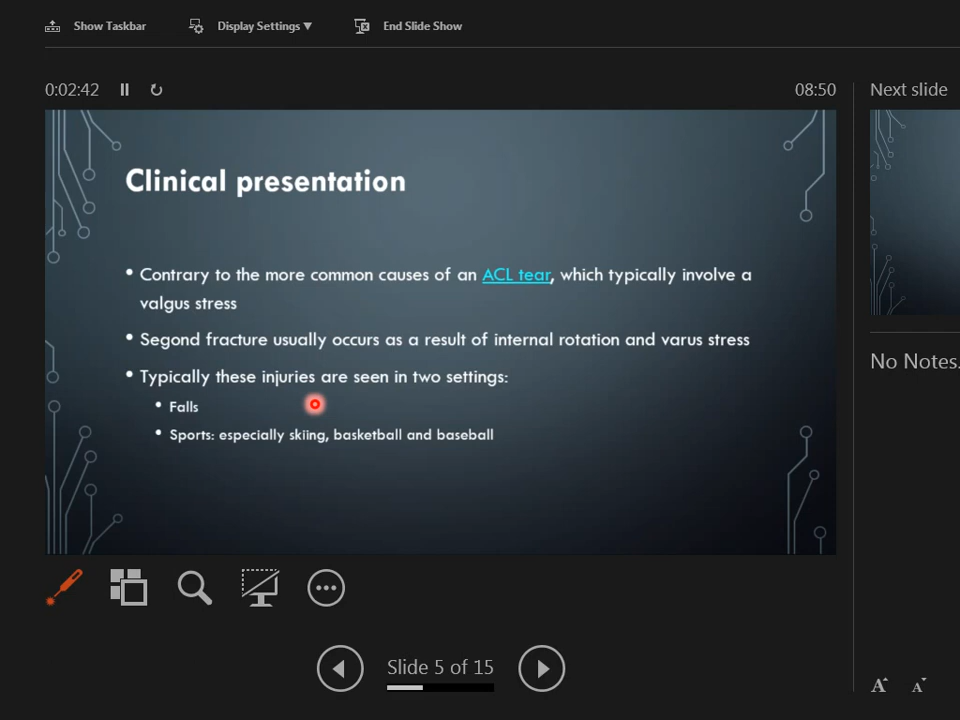 Show Taskbar Display Settings ▼ End Slide Show
0:02:42 08:50 Next slide
Clinical presentation
• Contrary to the more common causes of an ACL tear, which typically involve a
valgus stress
• Segond fracture usually occurs as a result of internal rotation and varus stress
• Typically these injuries are seen in two settings:
• Falls
• Sports: especially skiing, basketball and baseball
No Notes.
Slide 5 of 15
A A